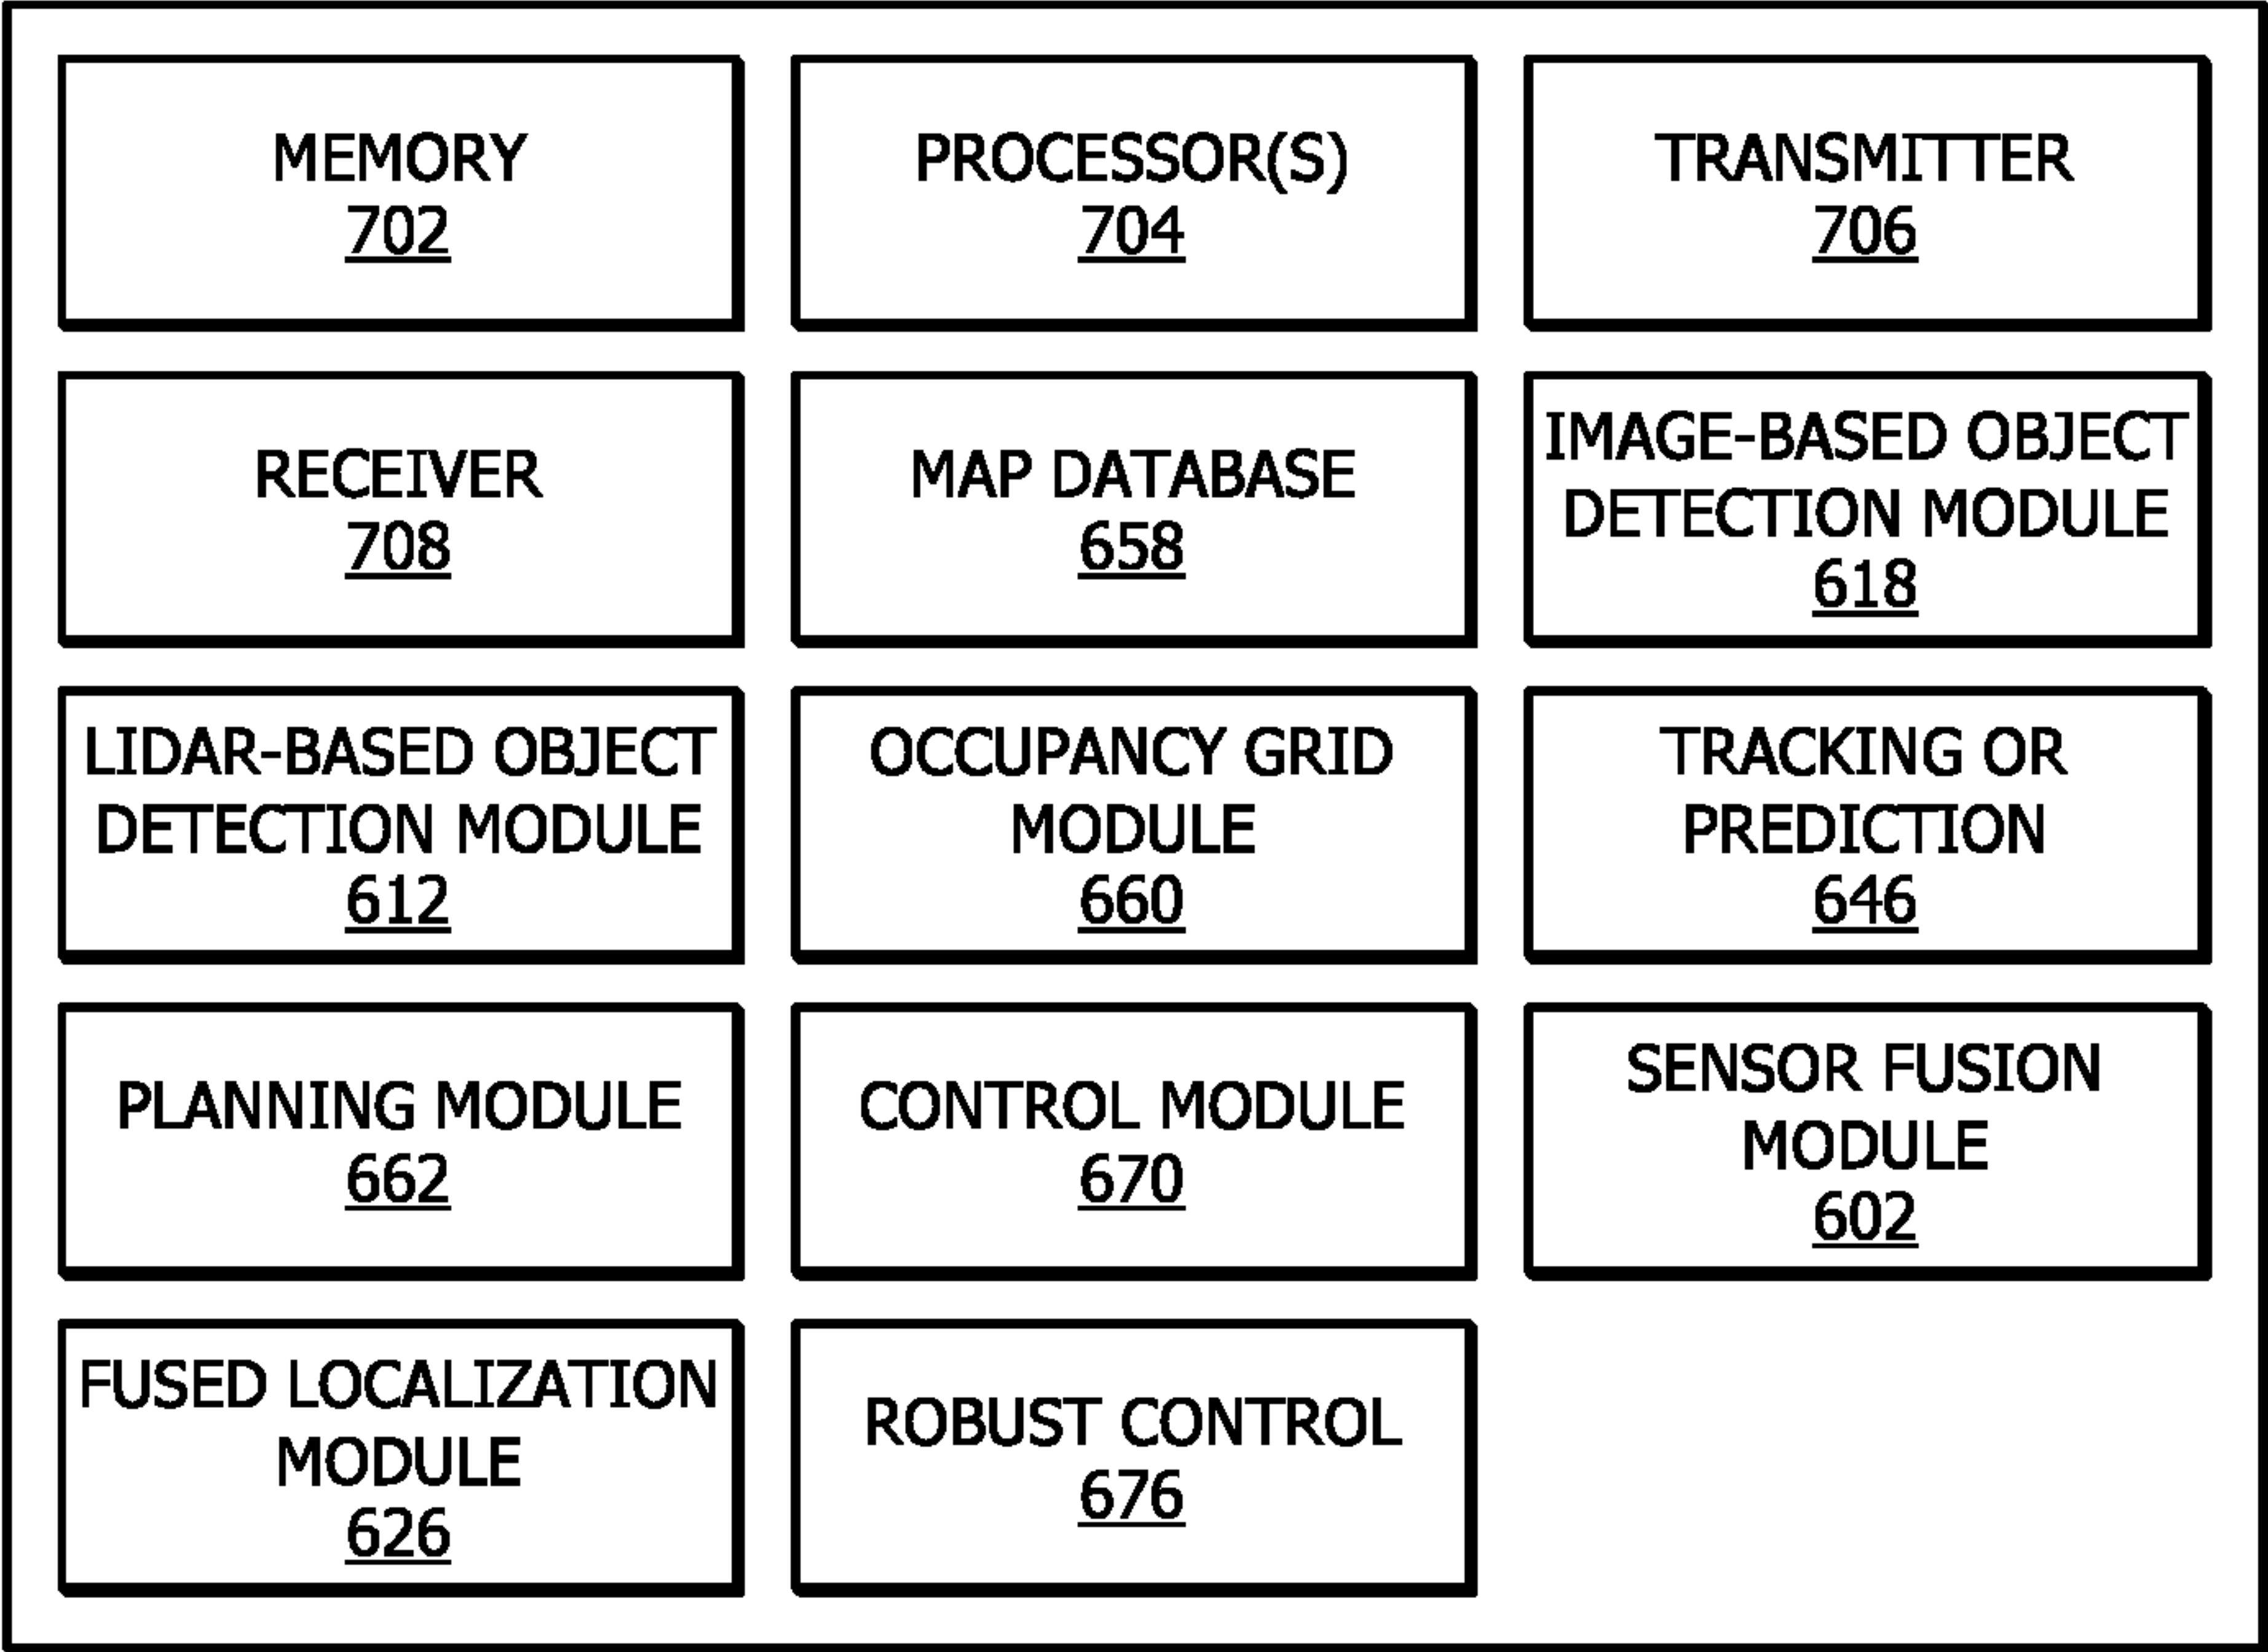 MEMORY
702
PROCESSOR(S)
704
TRANSMITTER
706
RECEIVER
708
MAP DATABASE
658
IMAGE-BASED OBJECT
DETECTION MODULE
618
LIDAR-BASED OBJECT
DETECTION MODULE
612
OCCUPANCY GRID
MODULE
660
TRACKING OR
PREDICTION
646
PLANNING MODULE
662
CONTROL MODULE
670
SENSOR FUSION
MODULE
602
FUSED LOCALIZATION
MODULE
626
ROBUST CONTROL
676